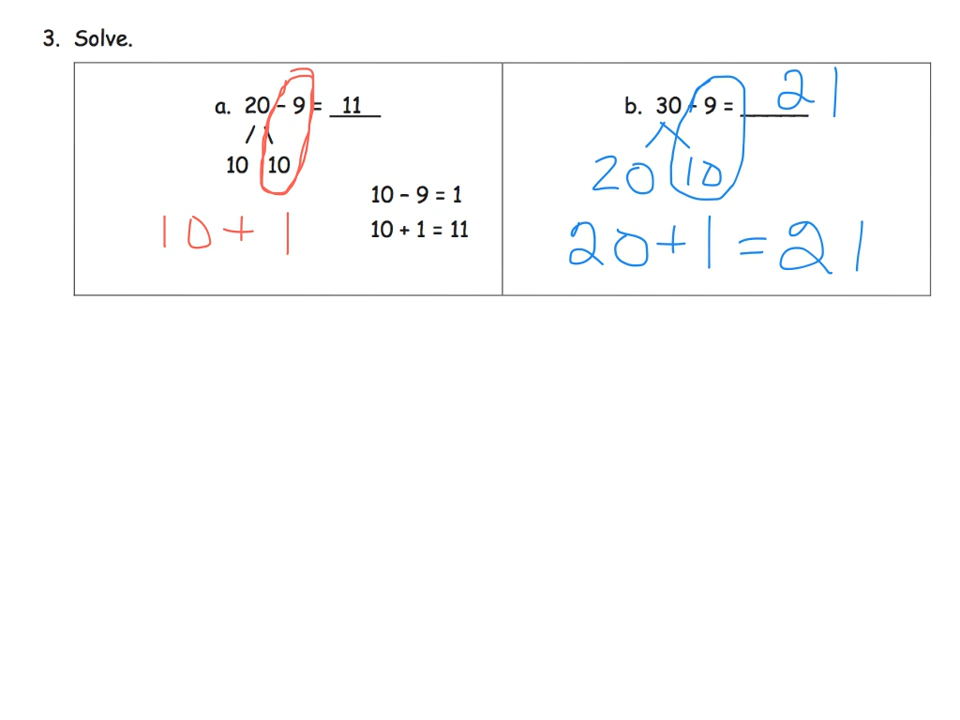 3. Solve.
a. 20 - 9 = 11
10 10
10 - 9 = 1
10 + 1 = 11
10 + 1
b. 30 - 9 = 21
20 10
20 + 1 = 21